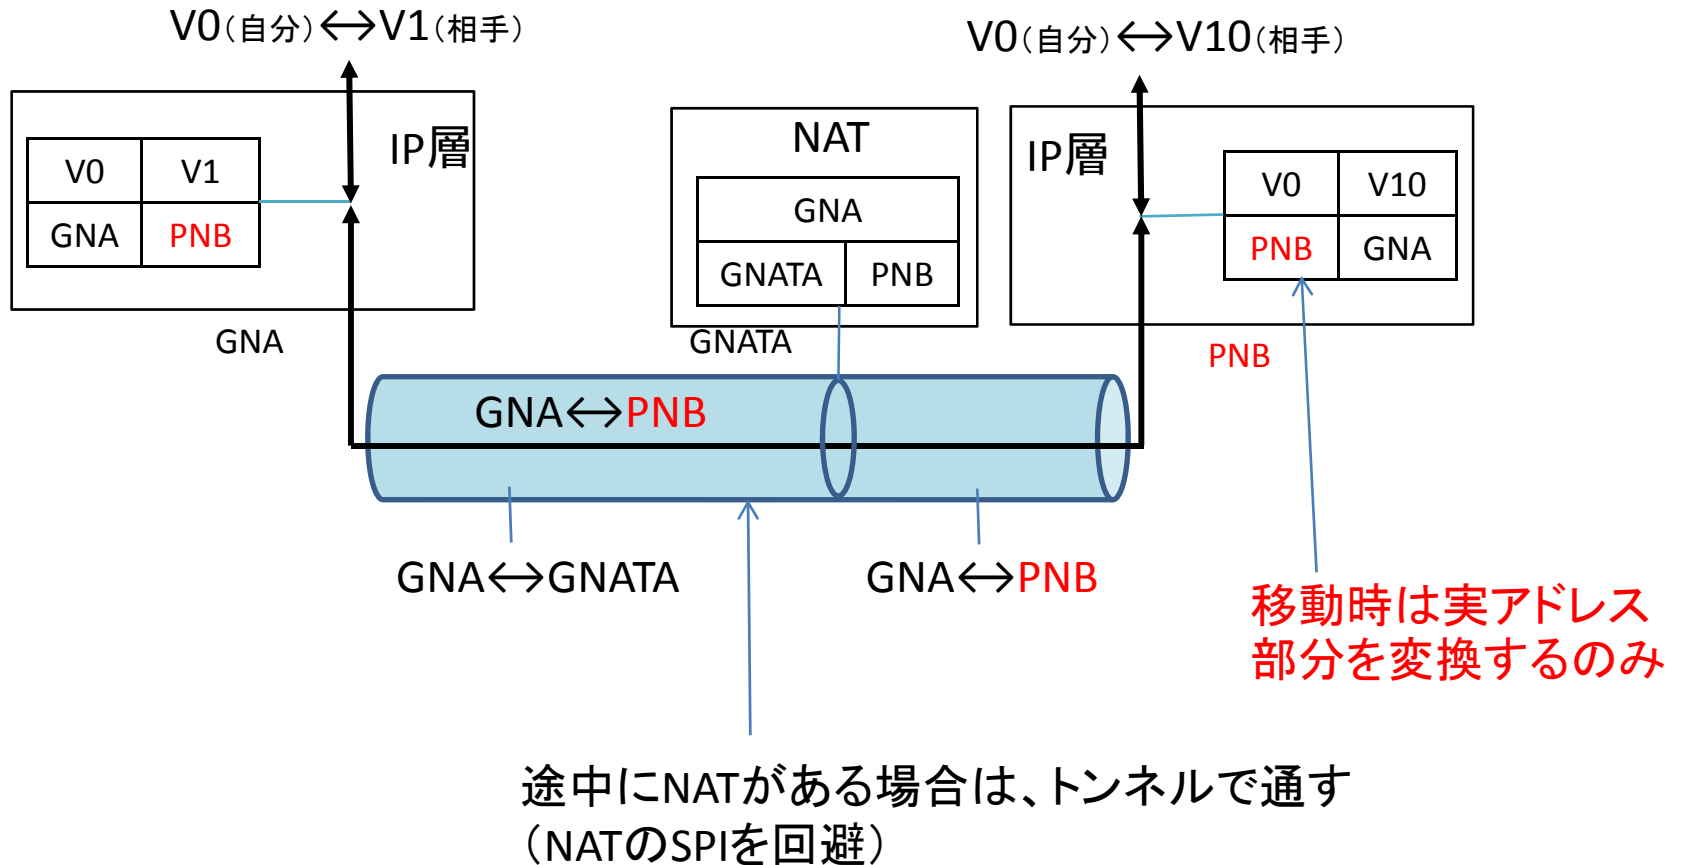 V0（自分）↔V1（相手）
V0（自分）↔V10（相手）
IP層
V0 V1
GNA PNB
NAT
GNA
GNATA PNB
IP層
V0 V10
PNB GNA
GNA
GNATA
PNB
GNA↔PNB
GNA↔GNATA
GNA↔PNB
移動時は実アドレス
部分を変換するのみ
途中にNATがある場合は、トンネルで通す
（NATのSPIを回避）